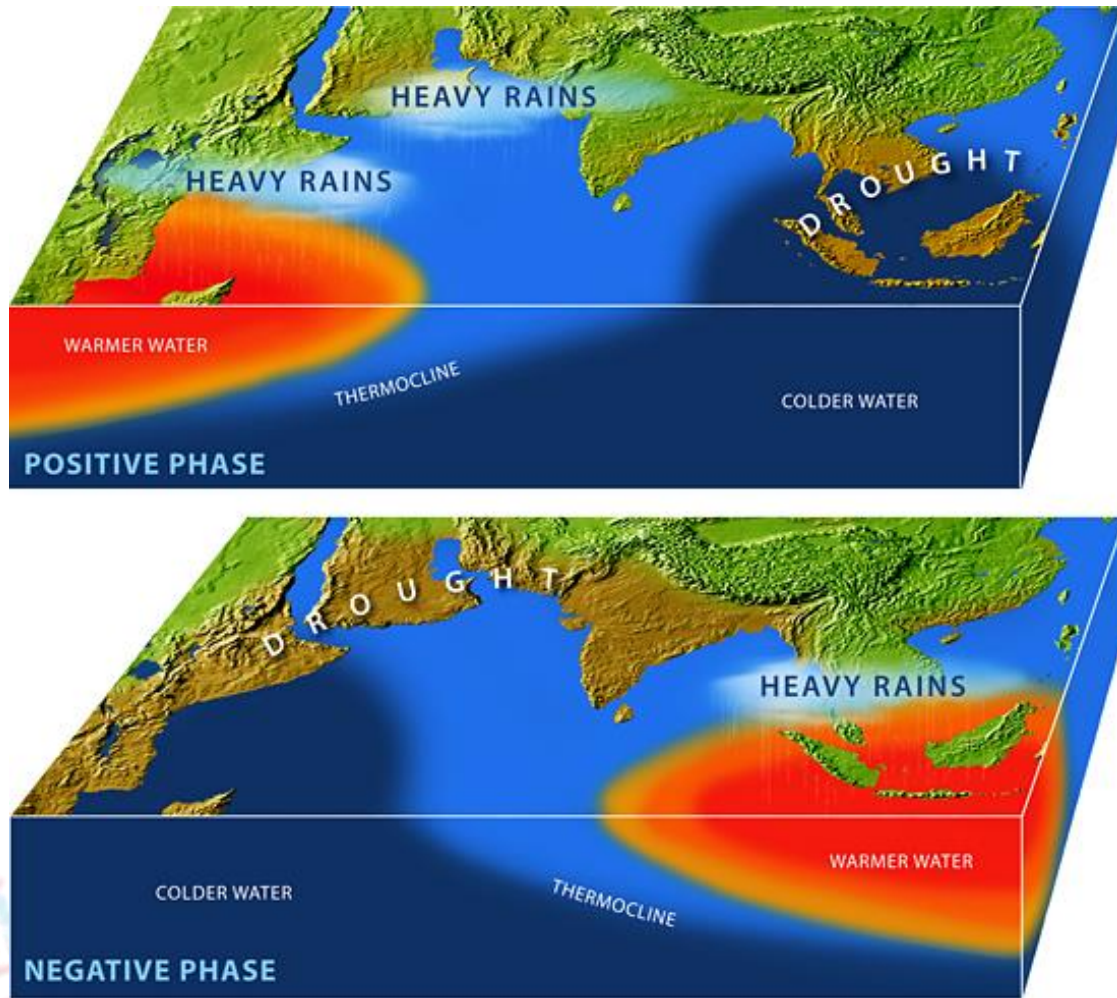 HEAVY RAINS
HEAVY RAINS
DROUGHT
WARMER WATER
THERMOCLINE
COLDER WATER
POSITIVE PHASE
DROUGHT
HEAVY RAINS
WARMER WATER
COLDER WATER
THERMOCLINE
NEGATIVE PHASE